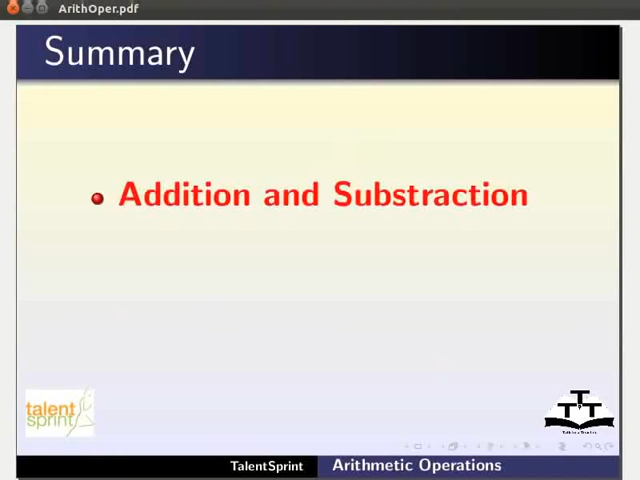 ArithOper.pdf
Summary
Addition and Substraction
talent
sprint
TalentSprint
Arithmetic Operations